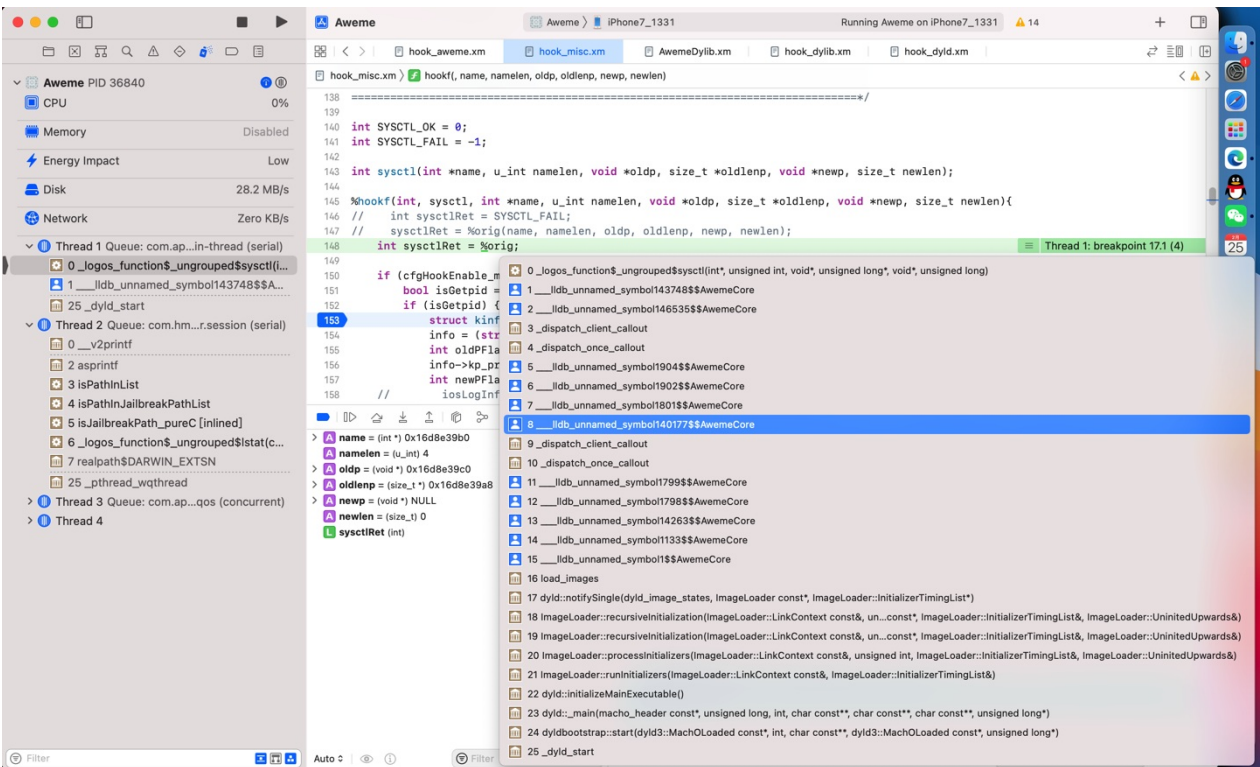 Aweme
Aweme 〉 iPhone7_1331
Running Aweme on iPhone7_1331
14
hook_aweme.xm
hook_misc.xm
AwemeDylib.xm
hook_dylib.xm
hook_dyld.xm
hook_misc.xm 〉 hookf(, name, namelen, oldp, oldlenp, newp, newlen)
Aweme PID 36840
CPU 0%
Memory Disabled
Energy Impact Low
Disk 28.2 MB/s
Network Zero KB/s
Thread 1 Queue: com.ap...in-thread (serial)
0 _logos_function$_ungrouped$sysctl(i...
1 ___lldb_unnamed_symbol143748$$A...
25 _dyld_start
Thread 2 Queue: com.hm...r.session (serial)
0 __v2printf
2 asprintf
3 isPathInList
4 isPathInJailbreakPathList
5 isJailbreakPath_pureC [inlined]
6 _logos_function$_ungrouped$lstat(c...
7 realpath$DARWIN_EXTSN
25 _pthread_wqthread
Thread 3 Queue: com.ap...qos (concurrent)
Thread 4
Filter
138 ==============================================================================*/
139
140 int SYSCTL_OK = 0;
141 int SYSCTL_FAIL = -1;
142
143 int sysctl(int *name, u_int namelen, void *oldp, size_t *oldlenp, void *newp, size_t newlen);
144
145 %hookf(int, sysctl, int *name, u_int namelen, void *oldp, size_t *oldlenp, void *newp, size_t newlen){
146 // int sysctlRet = SYSCTL_FAIL;
147 // sysctlRet = %orig(name, namelen, oldp, oldlenp, newp, newlen);
148 int sysctlRet = %orig;
Thread 1: breakpoint 17.1 (4)
149
150 if (cfgHookEnable_m
151 bool isGetpid =
152 if (isGetpid) {
153 struct kinf
154 info = (str
155 int oldPFla
156 info->kp_pr
157 int newPFla
158 // iosLogInf
name = (int *) 0x16d8e39b0
namelen = (u_int) 4
oldp = (void *) 0x16d8e39c0
oldlenp = (size_t *) 0x16d8e39a8
newp = (void *) NULL
newlen = (size_t) 0
sysctlRet (int)
Auto
Filter
0 _logos_function$_ungrouped$sysctl(int*, unsigned int, void*, unsigned long*, void*, unsigned long)
1 ___lldb_unnamed_symbol143748$$AwemeCore
2 ___lldb_unnamed_symbol146535$$AwemeCore
3 _dispatch_client_callout
4 _dispatch_once_callout
5 ___lldb_unnamed_symbol1904$$AwemeCore
6 ___lldb_unnamed_symbol1902$$AwemeCore
7 ___lldb_unnamed_symbol1801$$AwemeCore
8 ___lldb_unnamed_symbol140177$$AwemeCore
9 _dispatch_client_callout
10 _dispatch_once_callout
11 ___lldb_unnamed_symbol1799$$AwemeCore
12 ___lldb_unnamed_symbol1798$$AwemeCore
13 ___lldb_unnamed_symbol14263$$AwemeCore
14 ___lldb_unnamed_symbol1133$$AwemeCore
15 ___lldb_unnamed_symbol1$$AwemeCore
16 load_images
17 dyld::notifySingle(dyld_image_states, ImageLoader const*, ImageLoader::InitializerTimingList*)
18 ImageLoader::recursiveInitialization(ImageLoader::LinkContext const&, un...const*, ImageLoader::InitializerTimingList&, ImageLoader::UninitedUpwards&)
19 ImageLoader::recursiveInitialization(ImageLoader::LinkContext const&, un...const*, ImageLoader::InitializerTimingList&, ImageLoader::UninitedUpwards&)
20 ImageLoader::processInitializers(ImageLoader::LinkContext const&, unsigned int, ImageLoader::InitializerTimingList&, ImageLoader::UninitedUpwards&)
21 ImageLoader::runInitializers(ImageLoader::LinkContext const&, ImageLoader::InitializerTimingList&)
22 dyld::initializeMainExecutable()
23 dyld::_main(macho_header const*, unsigned long, int, char const**, char const**, char const**, unsigned long*)
24 dyldbootstrap::start(dyld3::MachOLoaded const*, int, char const**, dyld3::MachOLoaded const*, unsigned long*)
25 _dyld_start
25